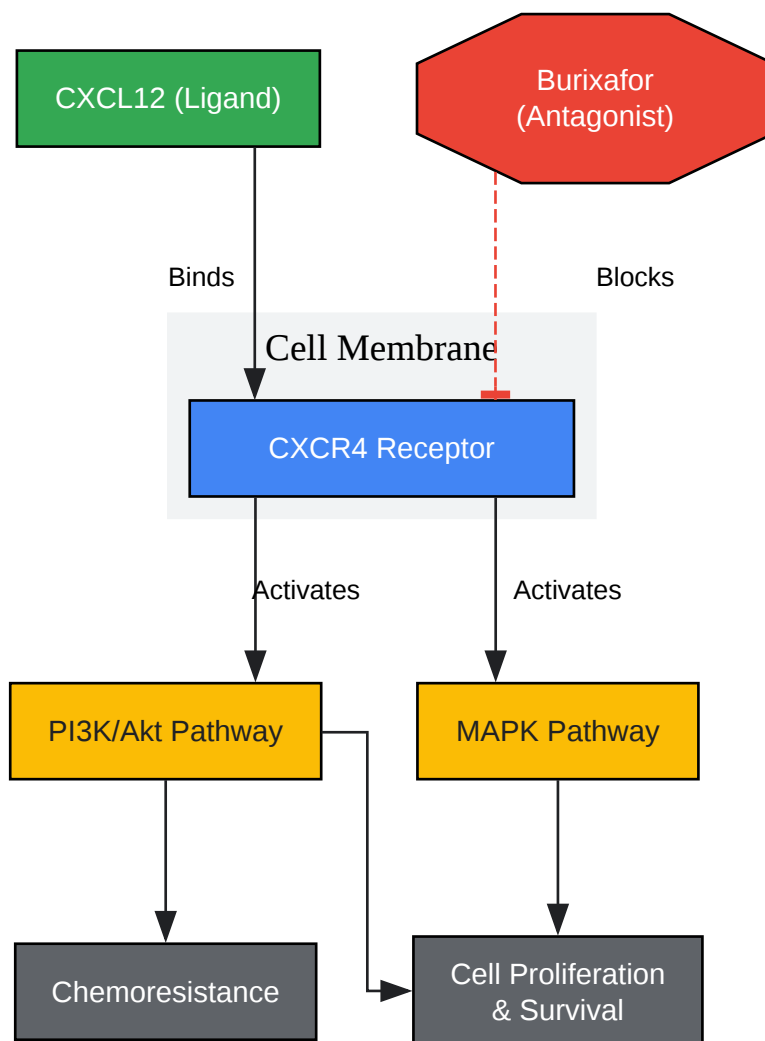 CXCL12 (Ligand)
Burixafor
(Antagonist)
Binds
Blocks
Cell Membrane
CXCR4 Receptor
Activates
Activates
PI3K/Akt Pathway
MAPK Pathway
Chemoresistance
Cell Proliferation
& Survival